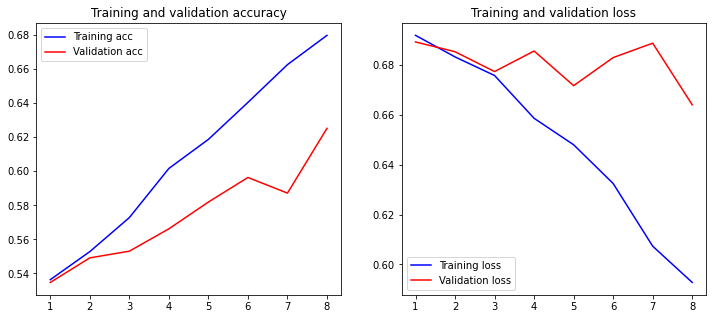 Training and validation accuracy
Training acc
Validation acc
0.68
0.66
0.64
0.62
0.60
0.58
0.56
0.54
1 2 3 4 5 6 7 8
Training and validation loss
0.68
0.66
0.64
0.62
0.60
Training loss
Validation loss
1 2 3 4 5 6 7 8